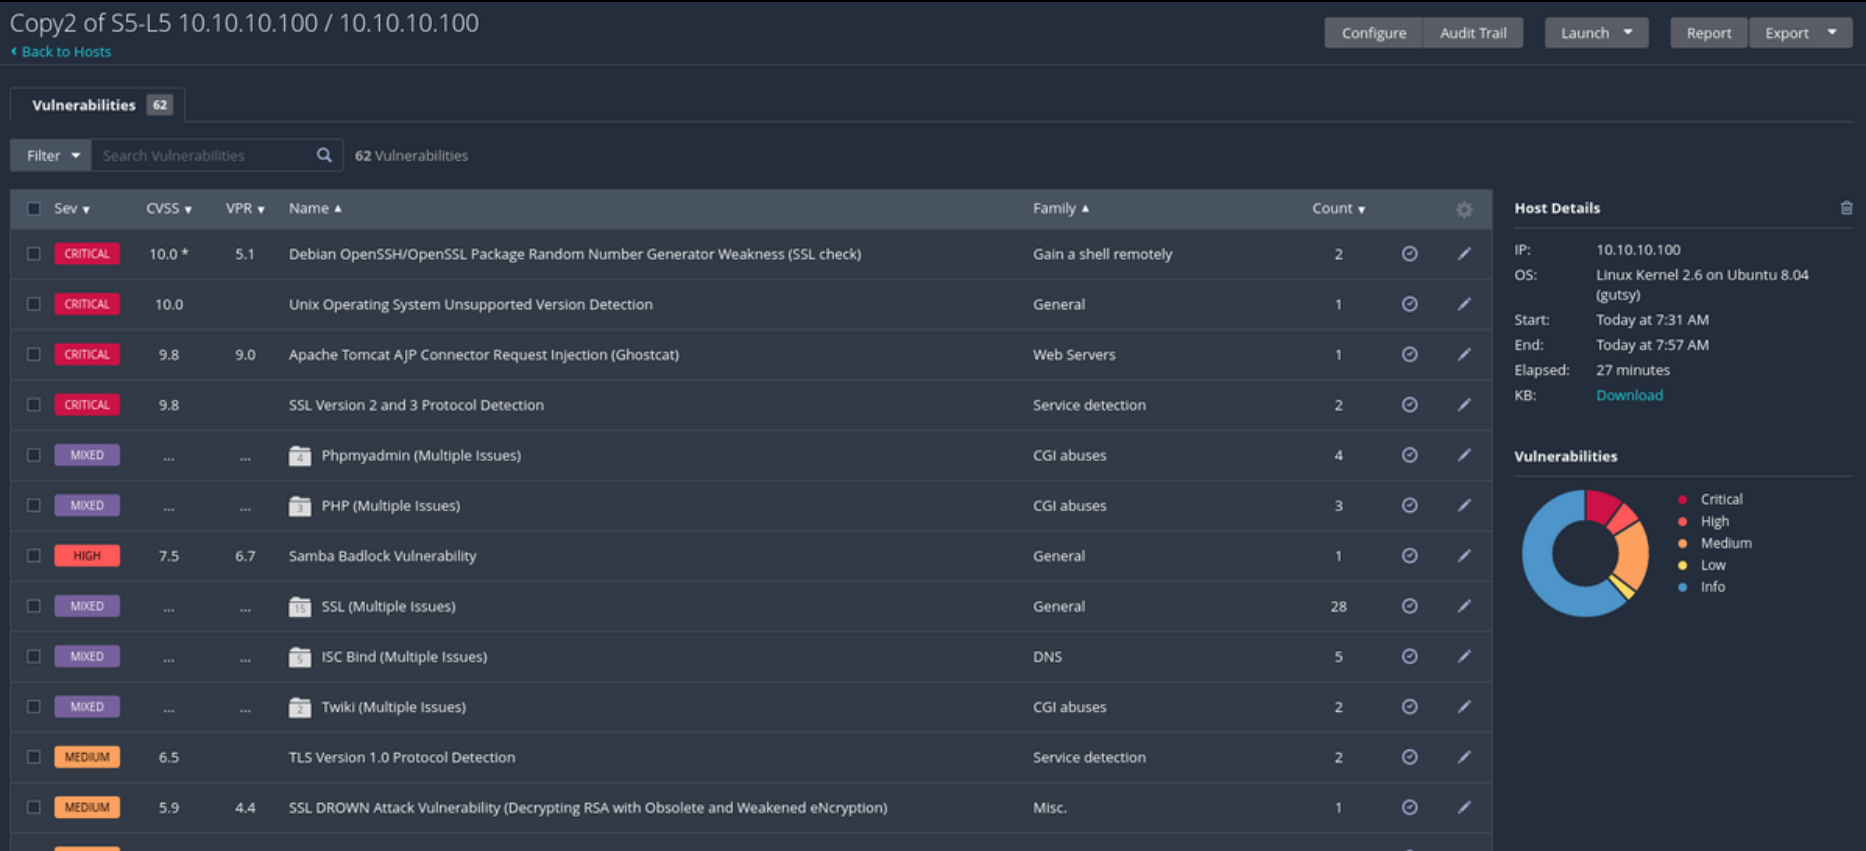 Copy2 of S5-L5 10.10.10.100 / 10.10.10.100
Back to Hosts
Configure Audit Trail Launch Report Export
Vulnerabilities 62
Filter Search Vulnerabilities 62 Vulnerabilities
Sev CVSS VPR Name Family Count
CRITICAL 10.0 * 5.1 Debian OpenSSH/OpenSSL Package Random Number Generator Weakness (SSL check) Gain a shell remotely 2
CRITICAL 10.0 Unix Operating System Unsupported Version Detection General 1
CRITICAL 9.8 9.0 Apache Tomcat AJP Connector Request Injection (Ghostcat) Web Servers 1
CRITICAL 9.8 SSL Version 2 and 3 Protocol Detection Service detection 2
MIXED ... ... 4 Phpmyadmin (Multiple Issues) CGI abuses 4
MIXED ... ... 3 PHP (Multiple Issues) CGI abuses 3
HIGH 7.5 6.7 Samba Badlock Vulnerability General 1
MIXED ... ... 15 SSL (Multiple Issues) General 28
MIXED ... ... 5 ISC Bind (Multiple Issues) DNS 5
MIXED ... ... 2 Twiki (Multiple Issues) CGI abuses 2
MEDIUM 6.5 TLS Version 1.0 Protocol Detection Service detection 2
MEDIUM 5.9 4.4 SSL DROWN Attack Vulnerability (Decrypting RSA with Obsolete and Weakened eNcryption) Misc. 1
Host Details
IP: 10.10.10.100
OS: Linux Kernel 2.6 on Ubuntu 8.04
(gutsy)
Start: Today at 7:31 AM
End: Today at 7:57 AM
Elapsed: 27 minutes
KB: Download
Vulnerabilities
Critical
High
Medium
Low
Info